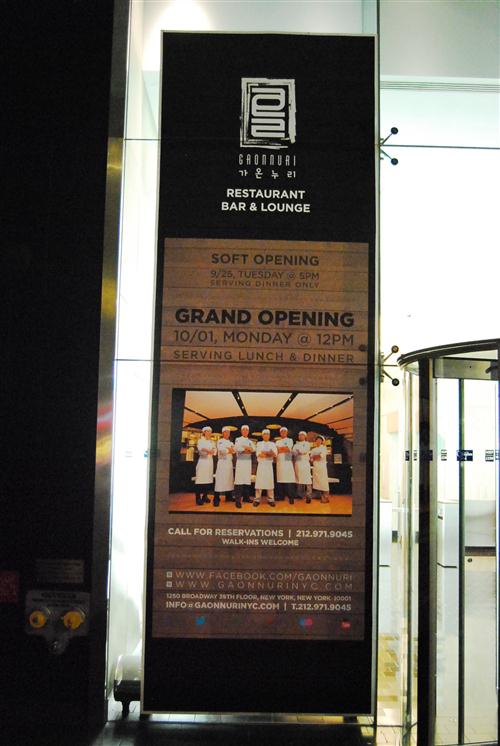 GAONNURI
가온누리
RESTAURANT
BAR & LOUNGE
SOFT OPENING
9/25, TUESDAY @ 5PM
SERVING DINNER ONLY
GRAND OPENING
10/01, MONDAY @ 12PM
SERVING LUNCH & DINNER
CALL FOR RESERVATIONS | 212.971.9045
WALK-INS WELCOME
WWW.FACEBOOK.COM/GAONNURI
WWW.GAONNURINYC.COM
1250 BROADWAY 39TH FLOOR, NEW YORK, NEW YORK 10001
INFO@GAONNURINYC.COM | T.212.971.9045